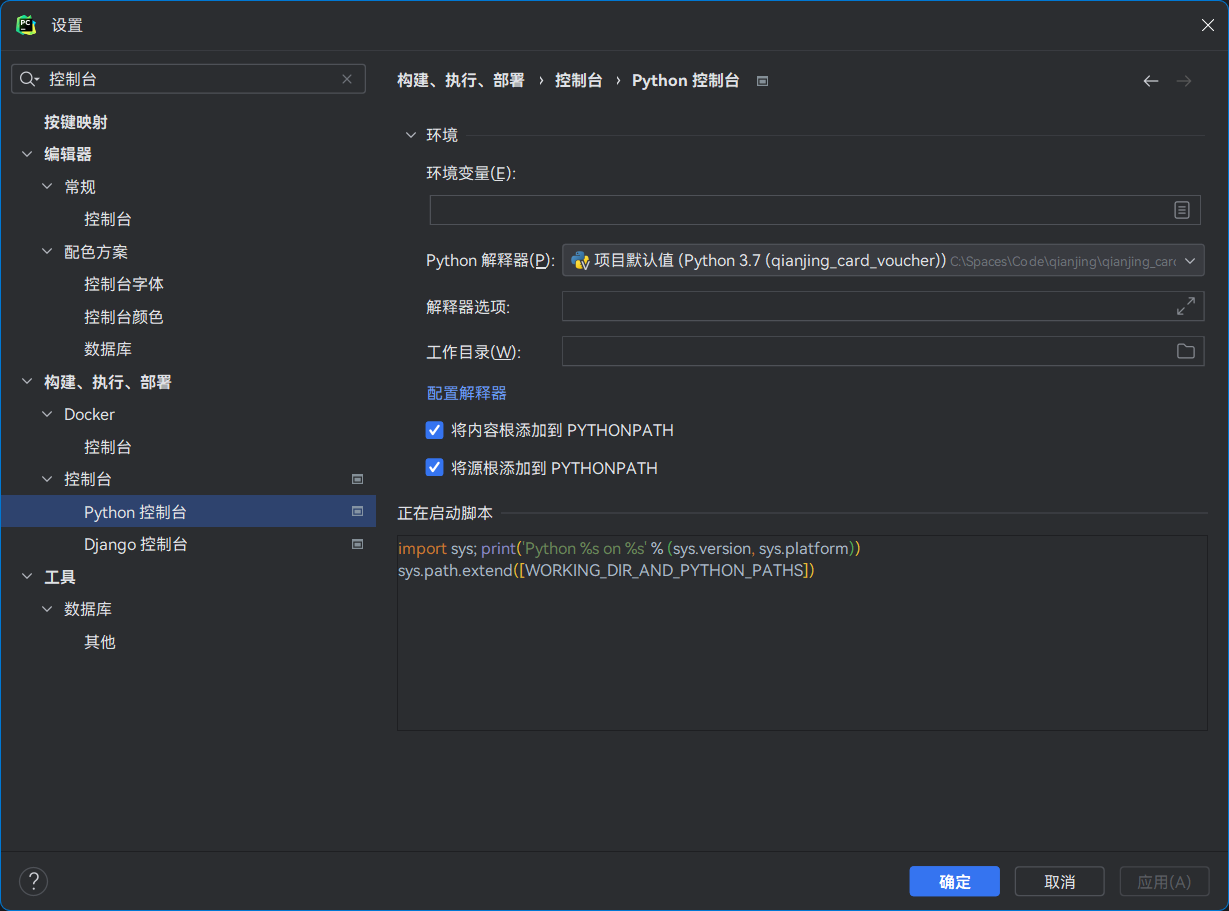 设置
控制台
按键映射
编辑器
常规
控制台
配色方案
控制台字体
控制台颜色
数据库
构建、执行、部署
Docker
控制台
控制台
Python 控制台
Django 控制台
工具
数据库
其他
构建、执行、部署 › 控制台 › Python 控制台
环境
环境变量(E):
Python 解释器(P): 项目默认值 (Python 3.7 (qianjing_card_voucher)) C:\Spaces\Code\qianjing\qianjing_card
解释器选项:
工作目录(W):
配置解释器
将内容根添加到 PYTHONPATH
将源根添加到 PYTHONPATH
正在启动脚本
import sys; print('Python %s on %s' % (sys.version, sys.platform))
sys.path.extend([WORKING_DIR_AND_PYTHON_PATHS])
?
确定 取消 应用(A)